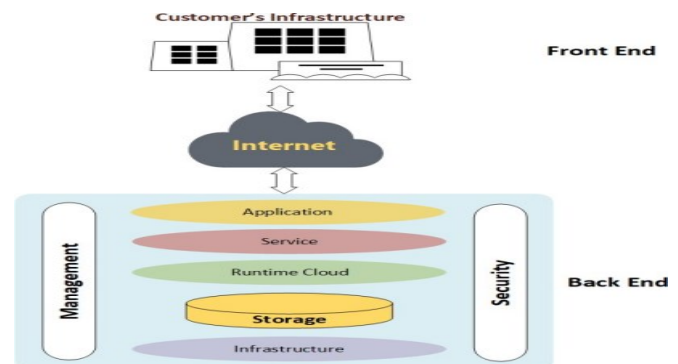 Customer's Infrastructure
Front End
Internet
Application
Service
Runtime Cloud
Storage
Infrastructure
Management
Security
Back End